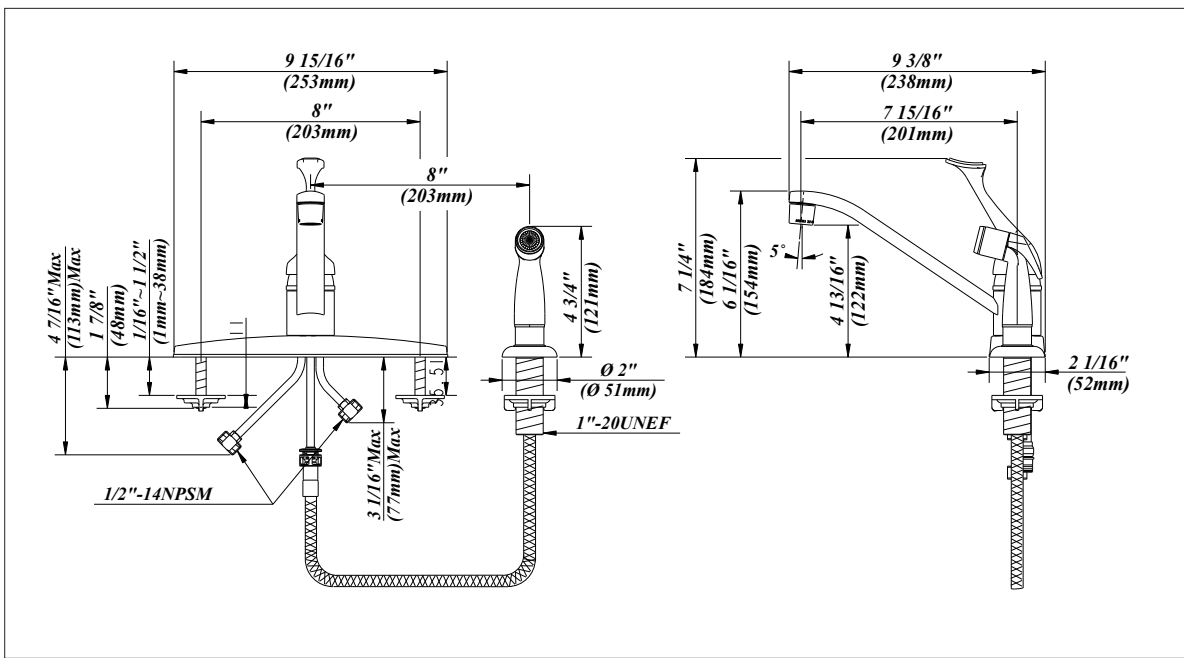 9 15/16"
(253mm)
8"
(203mm)
8"
(203mm)
4 7/16"Max
(113mm)Max
1 7/8"
(48mm)
1/16"~1 1/2"
(1mm~38mm)
11
35.51
3 1/16"Max
(77mm)Max
1/2"-14NPSM
4 3/4"
(121mm)
Ø 2"
(Ø 51mm)
1"-20UNEF
9 3/8"
(238mm)
7 15/16"
(201mm)
7 1/4"
(184mm)
6 1/16"
(154mm)
5°
4 13/16"
(122mm)
2 1/16"
(52mm)